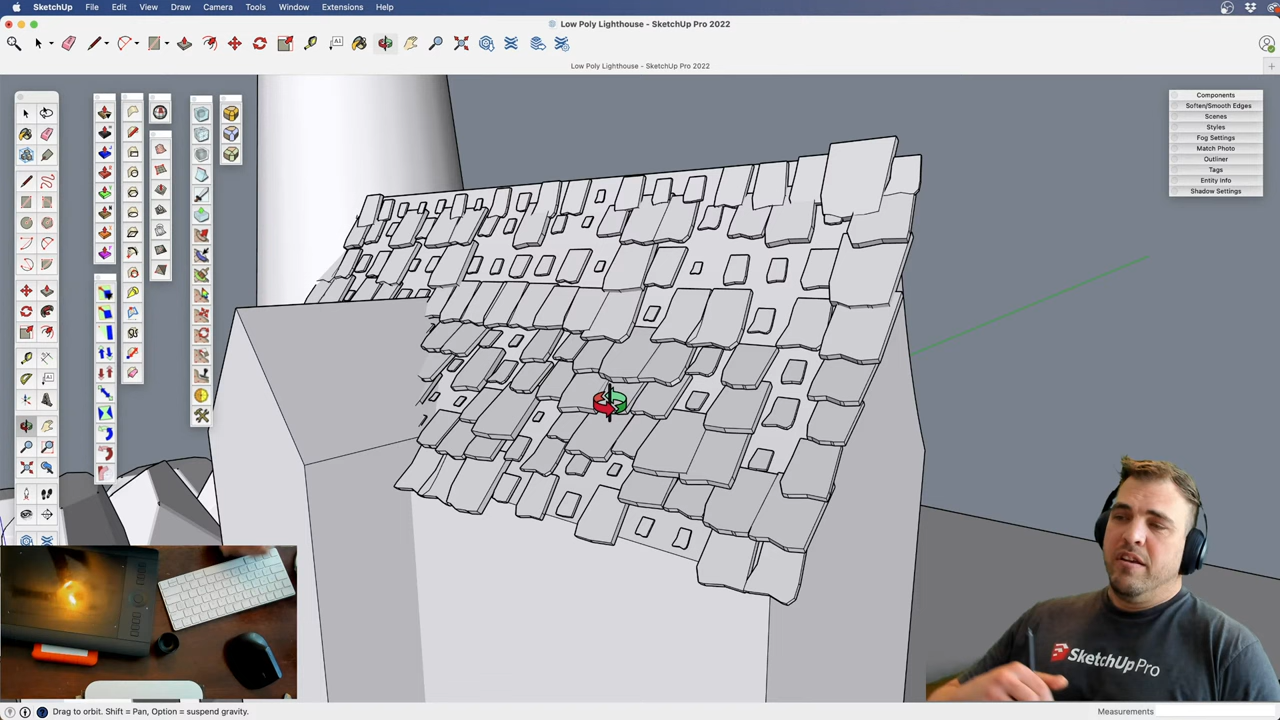 SketchUp File Edit View Draw Camera Tools Window Extensions Help
Low Poly Lighthouse - SketchUp Pro 2022
Low Poly Lighthouse - SketchUp Pro 2022
Components
Soften/Smooth Edges
Scenes
Styles
Fog Settings
Match Photo
Outliner
Tags
Entity Info
Shadow Settings
SketchUp Pro
Drag to orbit. Shift = Pan, Option = suspend gravity.
Measurements